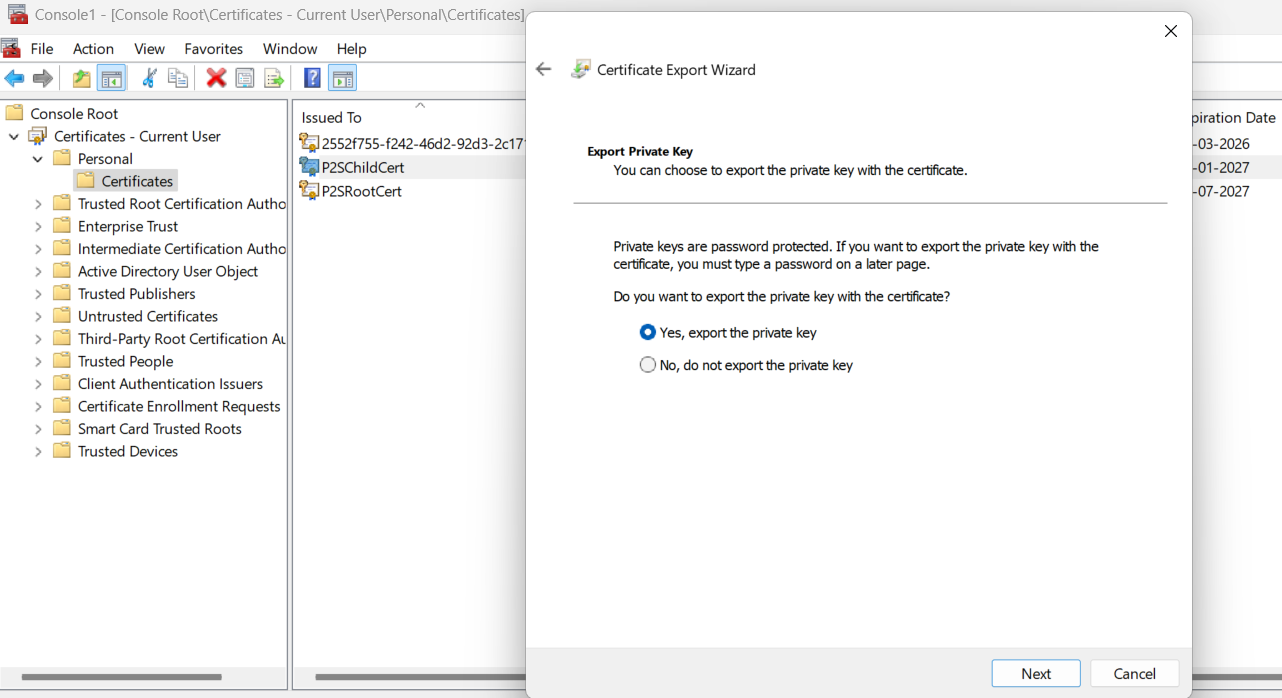 Console1 - [Console Root\Certificates - Current User\Personal\Certificates]
File Action View Favorites Window Help
Console Root
Certificates - Current User
Personal
Certificates
Trusted Root Certification Autho
Enterprise Trust
Intermediate Certification Autho
Active Directory User Object
Trusted Publishers
Untrusted Certificates
Third-Party Root Certification Au
Trusted People
Client Authentication Issuers
Certificate Enrollment Requests
Smart Card Trusted Roots
Trusted Devices
Issued To
2552f755-f242-46d2-92d3-2c17
P2SChildCert
P2SRootCert
Certificate Export Wizard
Export Private Key
You can choose to export the private key with the certificate.
Private keys are password protected. If you want to export the private key with the
certificate, you must type a password on a later page.
Do you want to export the private key with the certificate?
Yes, export the private key
No, do not export the private key
Next Cancel
piration Date
-03-2026
-01-2027
-07-2027